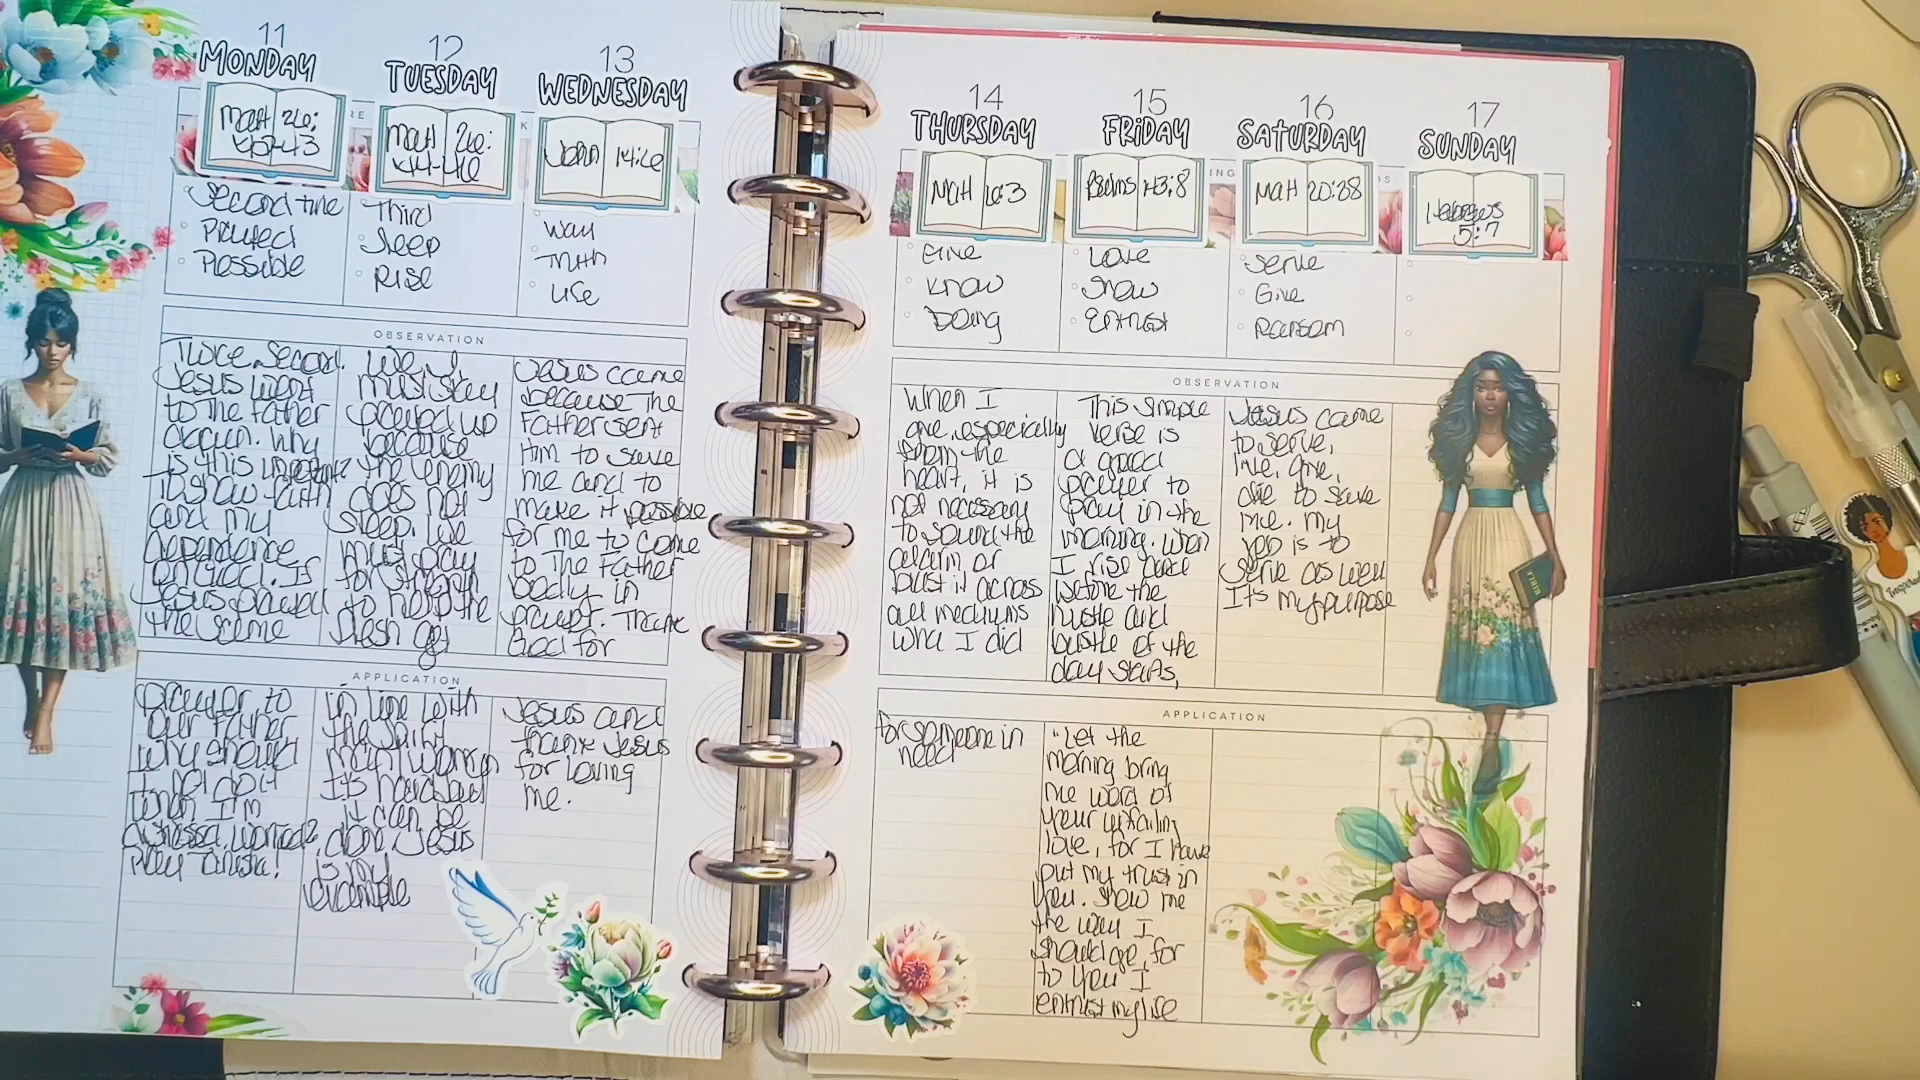 11
MONDAY
Matt 26:
42-43
Second time
Prayed
Possible
12
TUESDAY
Matt 26:
44-46
Third
Sleep
Rise
13
WEDNESDAY
John 14:6
Way
Truth
Life
OBSERVATION
Twice, Second.
Jesus went
to the Father
again. Why
is this important?
To show faith
and my
dependence
on God. If
Jesus prayed
the same
must stay
prayed up
because
the enemy
does not
sleep. We
must pray
for strength
to help the
flesh get
Jesus came
because the
Father sent
Him to save
me and to
make it possible
for me to come
to the Father
boldly in
prayer. Thank
God for
APPLICATION
prayer to
our Father
why should
I not do it
when I'm
Pray
in line with
the Spirit
it can be
done. Jesus
is my
example
Jesus and
thank Jesus
for loving
me.
14
THURSDAY
Matt 6:3
Give
Know
Doing
15
FRIDAY
Psalms 143:8
Love
Show
Entrust
16
SATURDAY
Matt 20:28
Serve
Give
Ransom
17
SUNDAY
Hebrews
5:7
OBSERVATION
When I
give, especially
from the
heart, it is
not necessary
to sound the
alarm or
blast it across
all mediums
what I did
This simple
verse is
a good
prayer to
pray in the
morning. When
I rise and
before the
hustle and
bustle of the
day starts,
Jesus came
to serve,
live, give,
die to save
me. My
job is to
serve as well
It's my purpose
BIBLE
APPLICATION
for someone in
need
"Let the
morning bring
me word of
your unfailing
love, for I have
put my trust in
you. Show me
the way I
should go, for
to you I
entrust my life